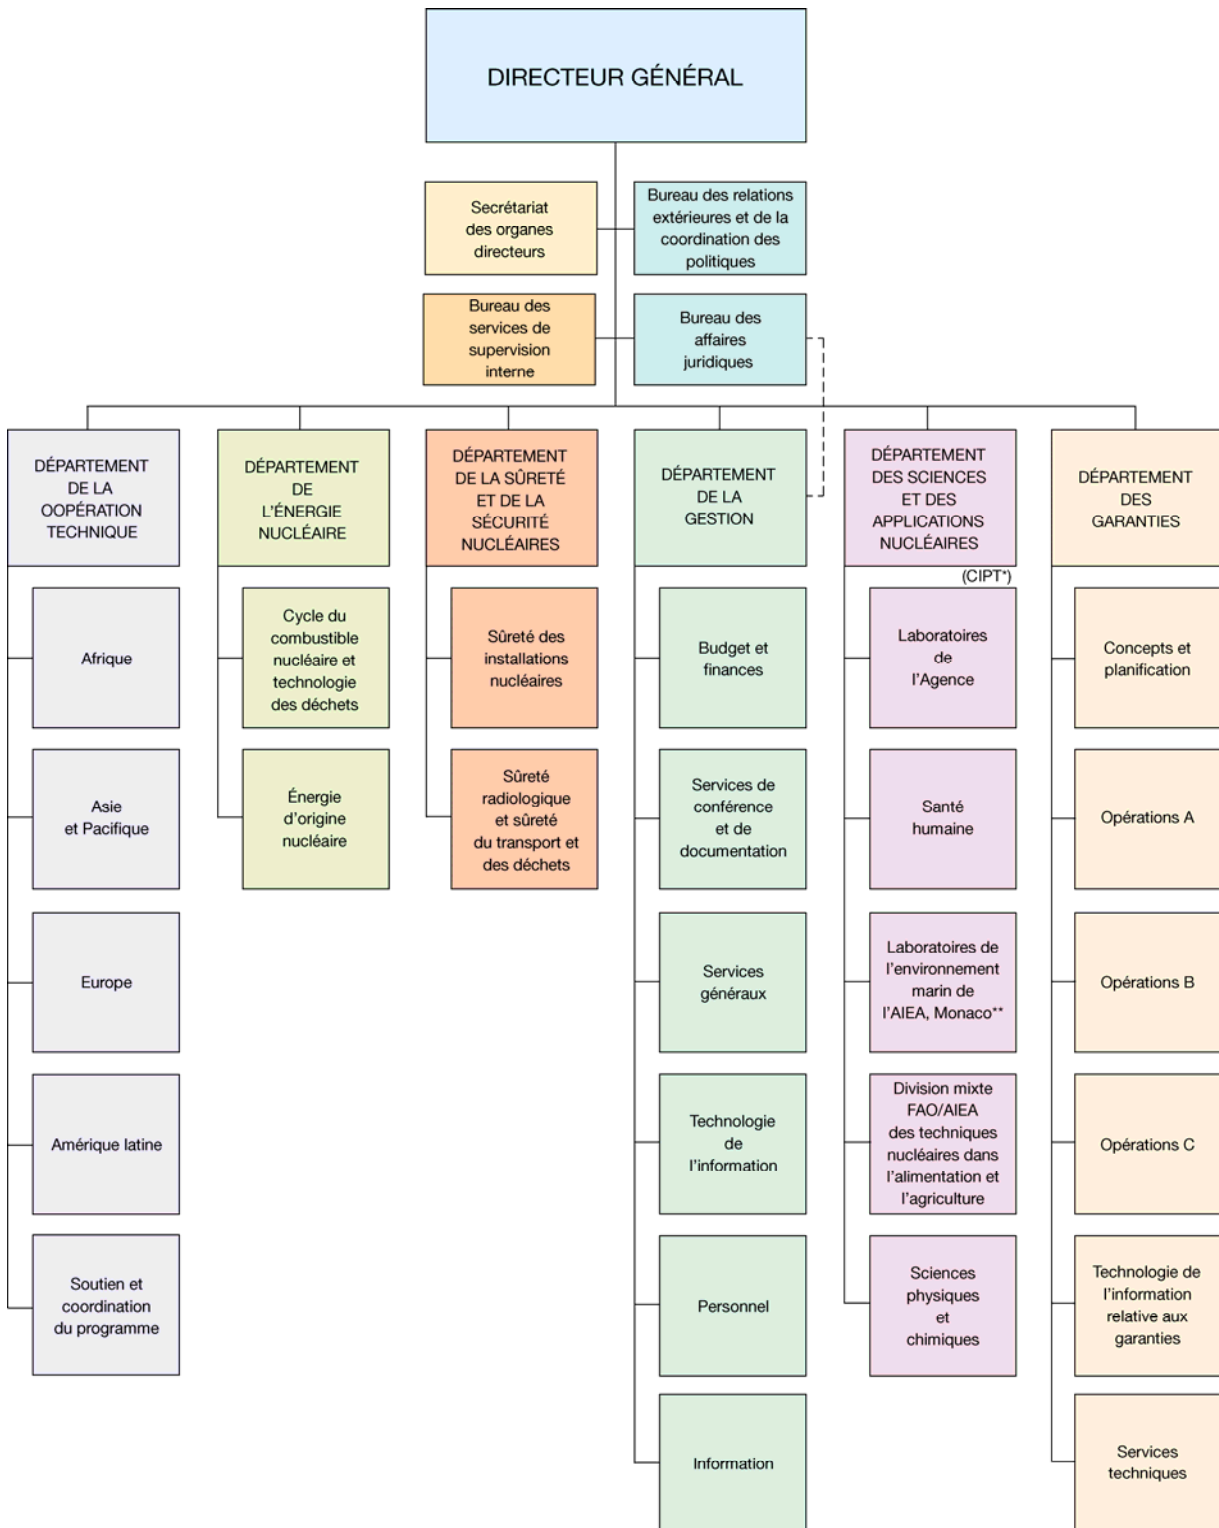 DIRECTEUR GÉNÉRAL
Secrétariat
des organes
directeurs
Bureau des relations
extérieures et de la
coordination des
politiques
Bureau des
services de
supervision
interne
Bureau des
affaires
juridiques
DÉPARTEMENT
DE LA
OOPÉRATION
TECHNIQUE
DÉPARTEMENT
DE
L'ÉNERGIE
NUCLÉAIRE
DÉPARTEMENT
DE LA SÛRETÉ
ET DE LA
SÉCURITÉ
NUCLÉAIRES
DÉPARTEMENT
DE LA
GESTION
DÉPARTEMENT
DES SCIENCES
ET DES
APPLICATIONS
NUCLÉAIRES
(CIPT*)
DÉPARTEMENT
DES
GARANTIES
Afrique
Asie
et Pacifique
Europe
Amérique latine
Soutien et
coordination
du programme
Cycle du
combustible
nucléaire et
technologie
des déchets
Énergie
d'origine
nucléaire
Sûreté des
installations
nucléaires
Sûreté
radiologique
et sûreté
du transport et
des déchets
Budget et
finances
Services de
conférence
et de
documentation
Services
généraux
Technologie
de
l'information
Personnel
Information
Laboratoires
de
l'Agence
Santé
humaine
Laboratoires de
l'environnement
marin de
l'AIEA, Monaco**
Division mixte
FAO/AIEA
des techniques
nucléaires dans
l'alimentation et
l'agriculture
Sciences
physiques
et
chimiques
Concepts et
planification
Opérations A
Opérations B
Opérations C
Technologie de
l'information
relative aux
garanties
Services
techniques